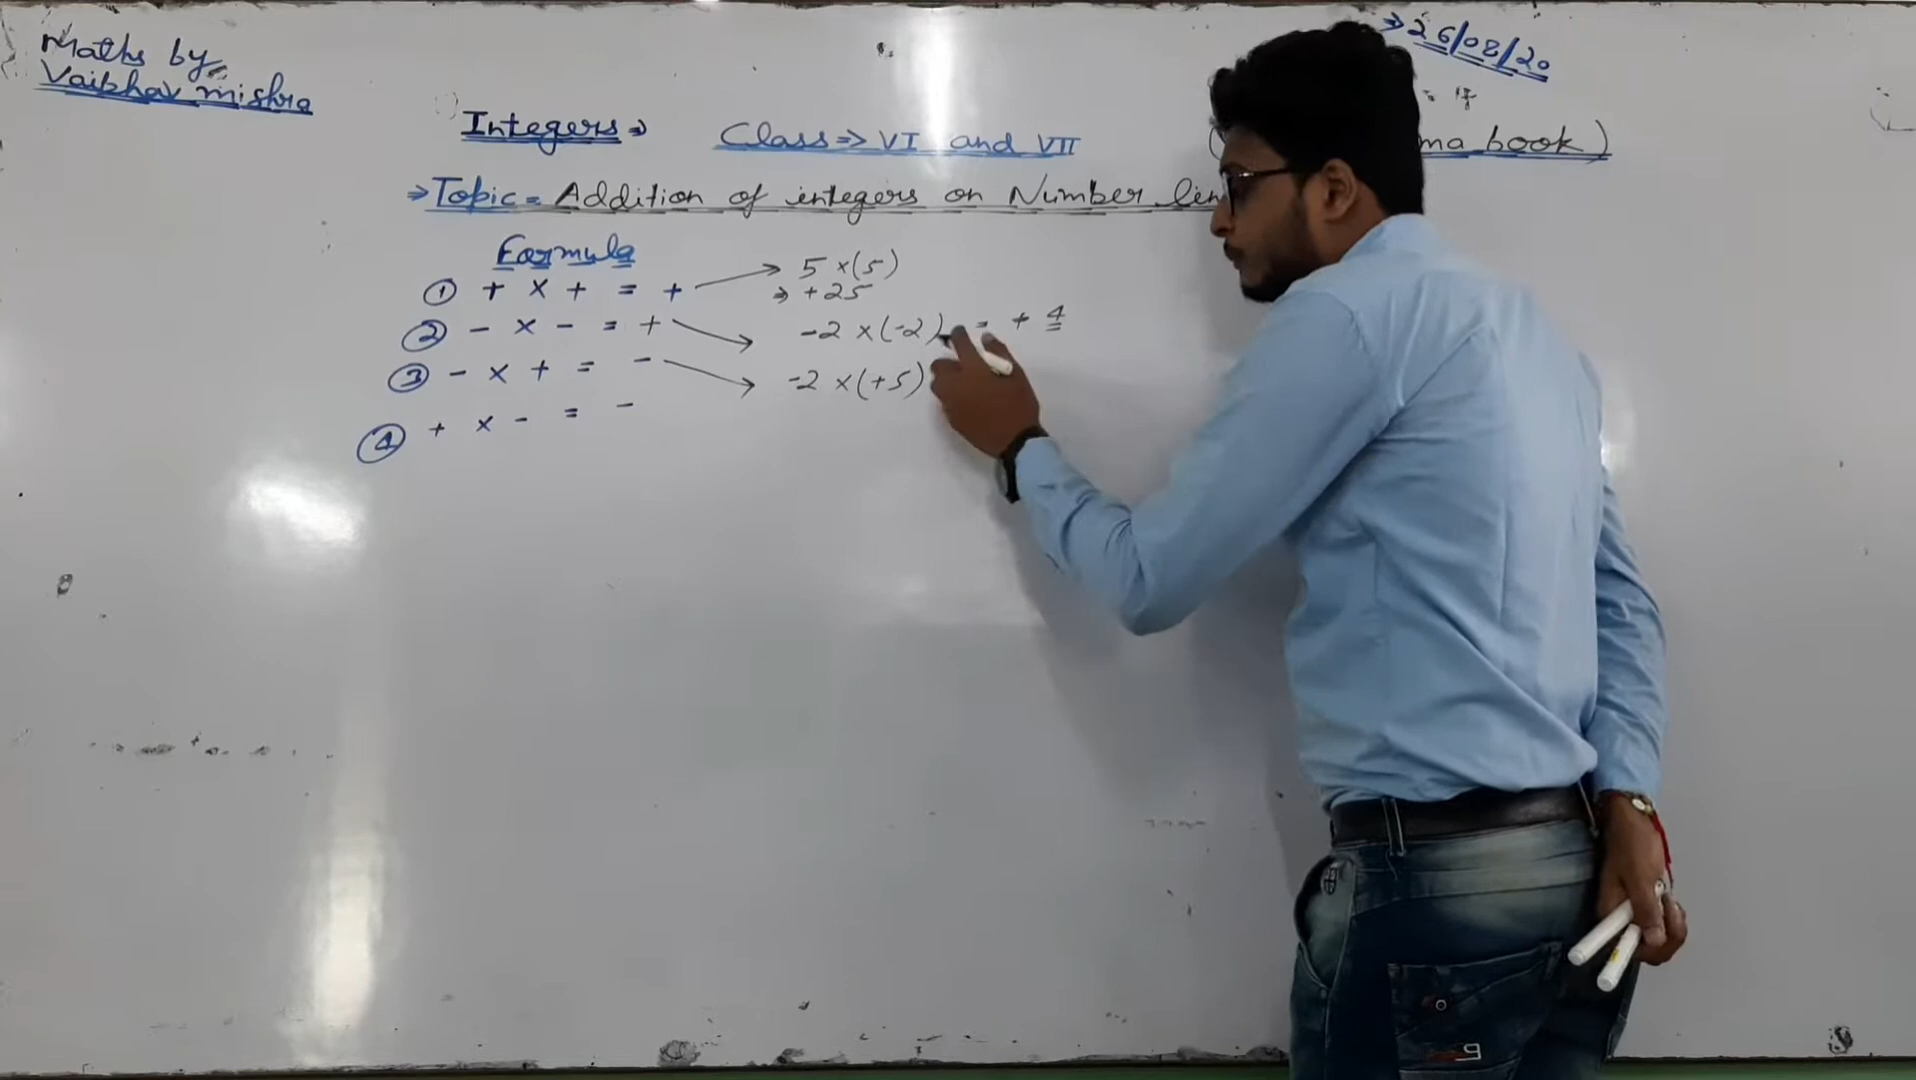 Maths by
Vaibhav mishra
⇒ 26/08/20
Integers ⇒ Class ⇒ VI and VII ( ma book)
⇒ Topic = Addition of integers on Number lin
Formula
① + × + = + → 5 ×(5)
⇒ +25
② - × - = + → -2 ×(-2) = + 4
③ - × + = - → -2 ×(+5)
④ + × - = -